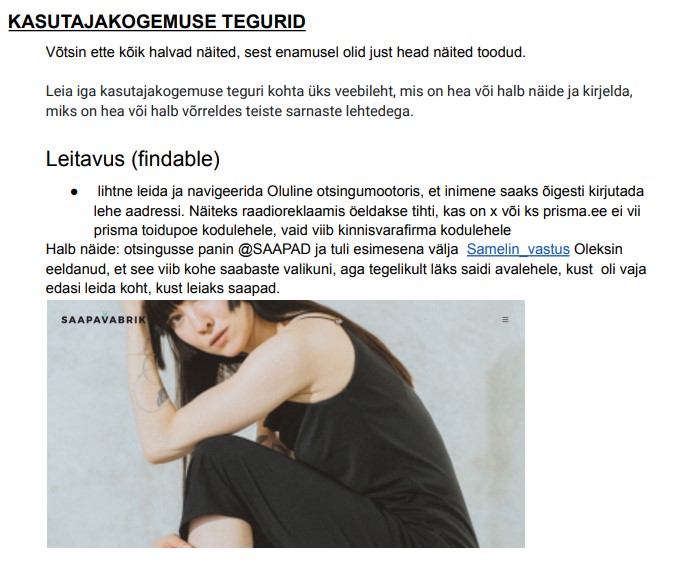 KASUTAJAKOGEMUSE TEGURID
Võtsin ette kõik halvad näited, sest enamusel olid just head näited toodud.
Leia iga kasutajakogemuse teguri kohta üks veebileht, mis on hea või halb näide ja kirjelda,
miks on hea või halb võrreldes teiste sarnaste lehtedega.
Leitavus (findable)
● lihtne leida ja navigeerida Oluline otsingumootoris, et inimene saaks õigesti kirjutada
lehe aadressi. Näiteks raadioreklaamis öeldakse tihti, kas on x või ks prisma.ee ei vii
prisma toidupoe kodulehele, vaid viib kinnisvarafirma kodulehele
Halb näide: otsingusse panin @SAAPAD ja tuli esimesena välja Samelin_vastus Oleksin
eeldanud, et see viib kohe saabaste valikuni, aga tegelikult läks saidi avalehele, kust oli vaja
edasi leida koht, kust leiaks saapad.
SAAPAVABRIK